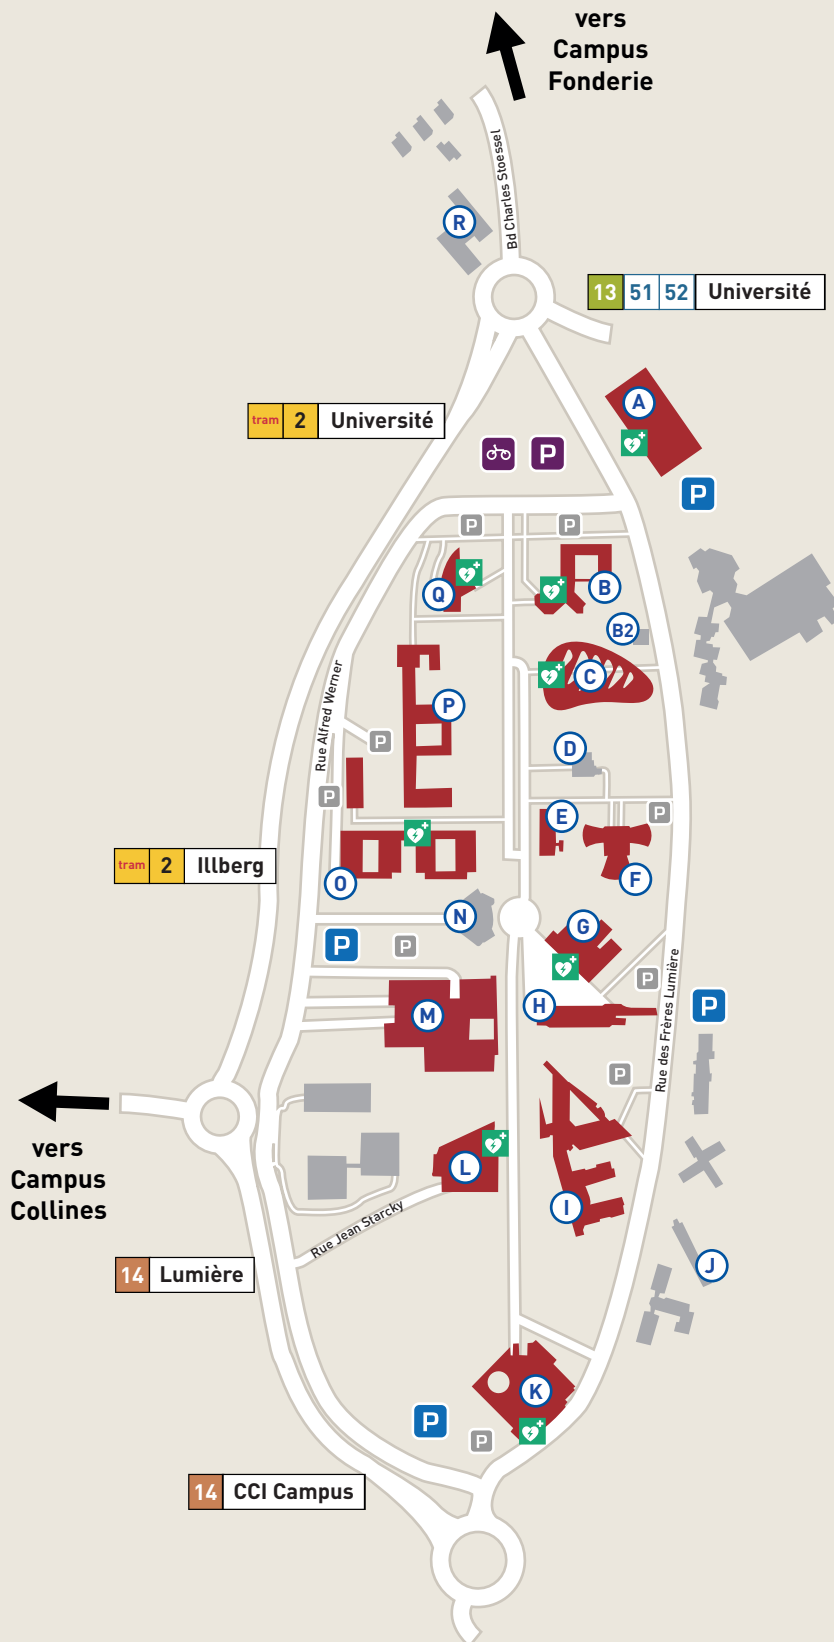 vers
Campus
Fonderie
Bd Charles Stoessel
R
13 51 52 Université
A
tram 2 Université
P
P
P
P
Q
B
B2
C
P
Rue Alfred Werner
P
D
P
E
P
F
tram 2 Illberg
O
N
G
P
P
P
H
P
M
Rue des Frères Lumière
P
vers
Campus
Collines
L
I
Rue Jean Starcky
J
14 Lumière
K
P
P
14 CCI Campus